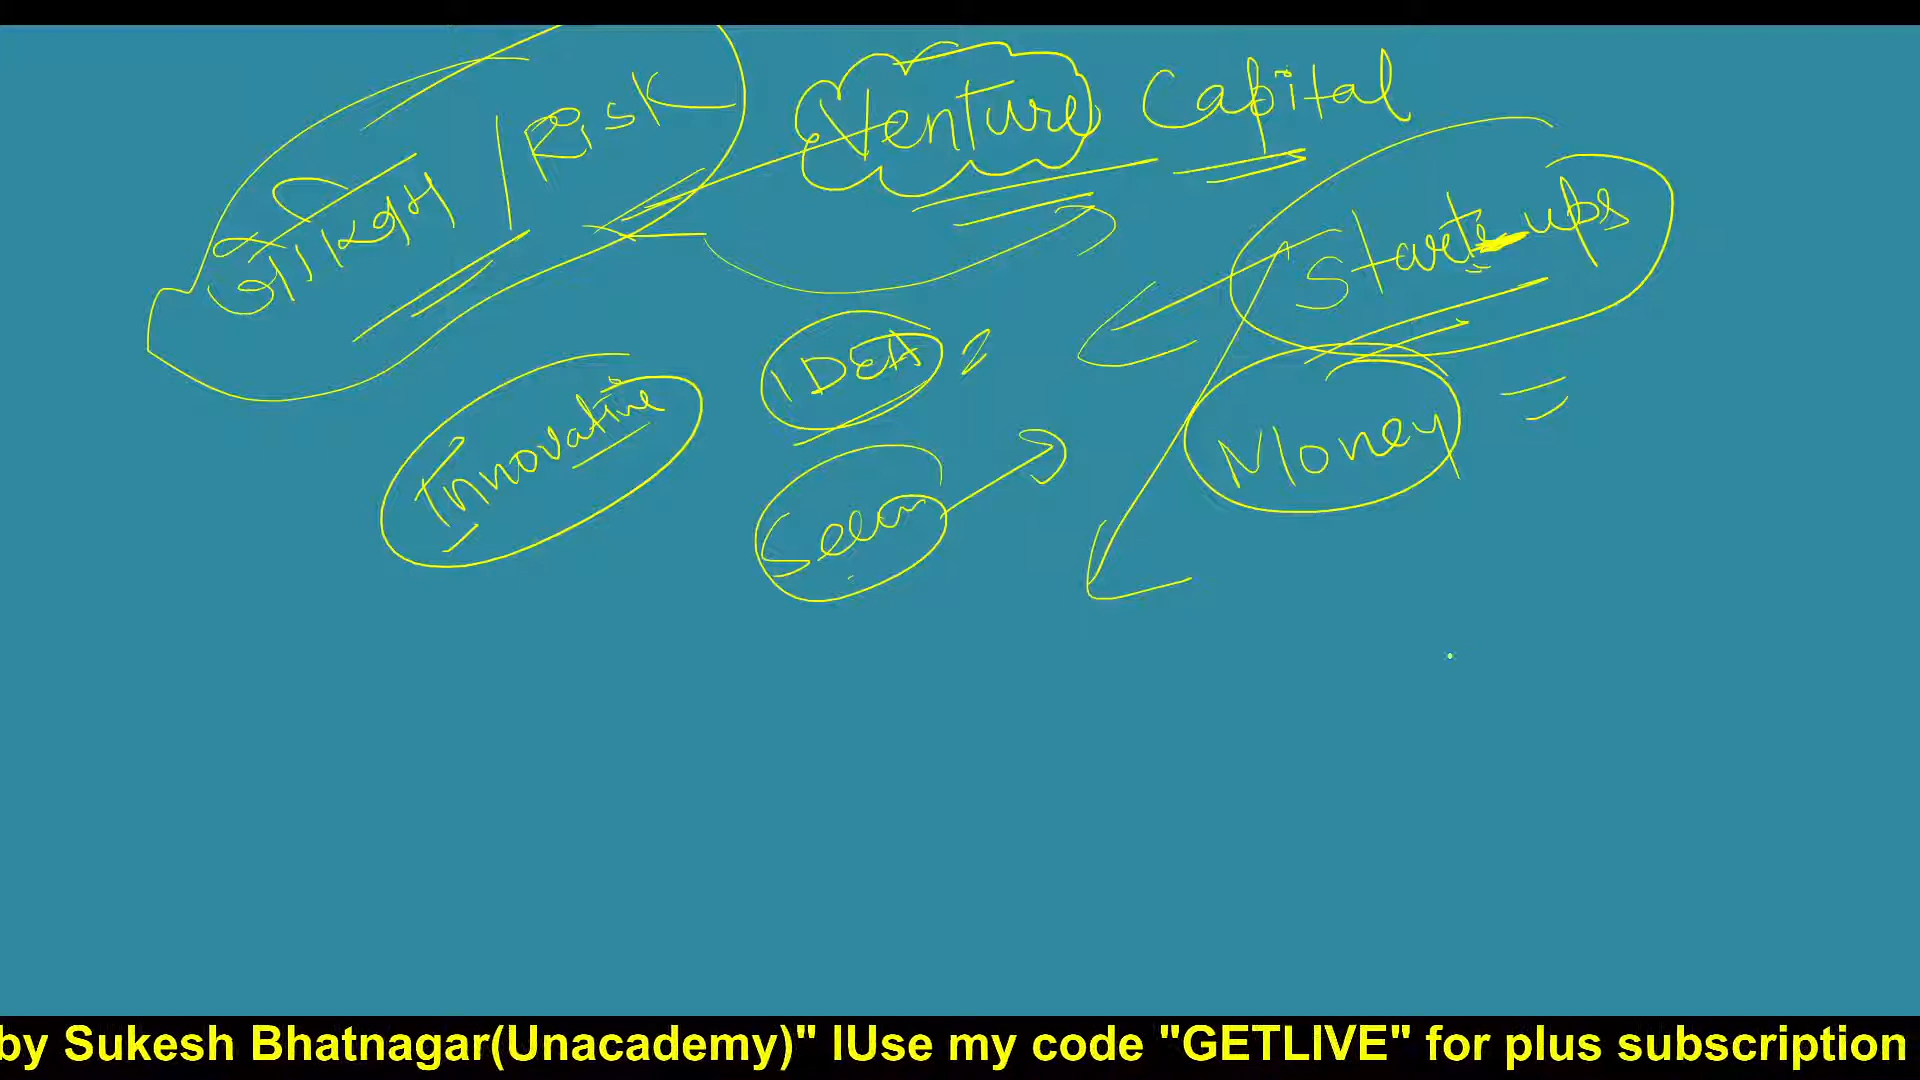 Venture Capital
जोखिम / Risk
Start-ups
IDEA
Innovative
Money =
by Sukesh Bhatnagar(Unacademy)" IUse my code "GETLIVE" for plus subscription